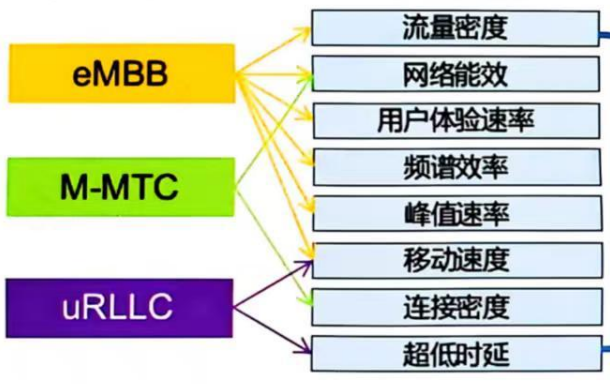 eMBB
M-MTC
uRLLC
流量密度
网络能效
用户体验速率
频谱效率
峰值速率
移动速度
连接密度
超低时延